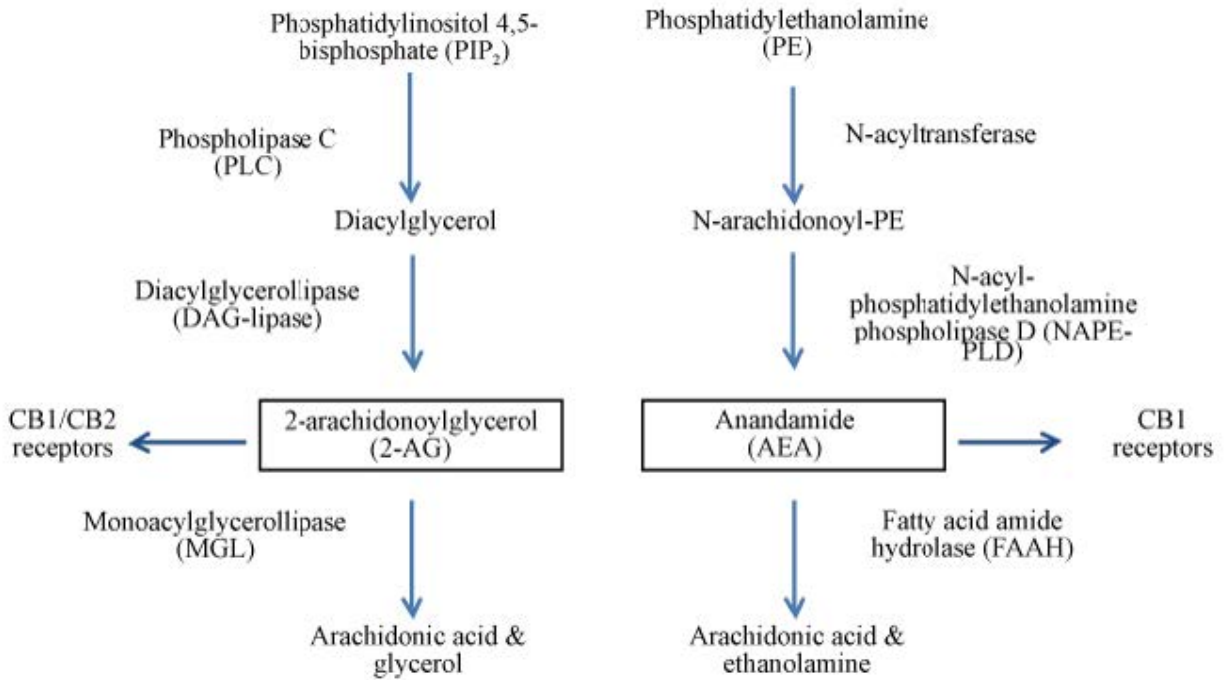 Phosphatidylinositol 4,5-
bisphosphate (PIP₂)
Phospholipase C
(PLC)
Diacylglycerol
Diacylglycerollipase
(DAG-lipase)
CB1/CB2
receptors
2-arachidonoylglycerol
(2-AG)
Monoacylglycerollipase
(MGL)
Arachidonic acid &
glycerol
Phosphatidylethanolamine
(PE)
N-acyltransferase
N-arachidonoyl-PE
N-acyl-
phosphatidylethanolamine
phospholipase D (NAPE-
PLD)
Anandamide
(AEA)
CB1
receptors
Fatty acid amide
hydrolase (FAAH)
Arachidonic acid &
ethanolamine